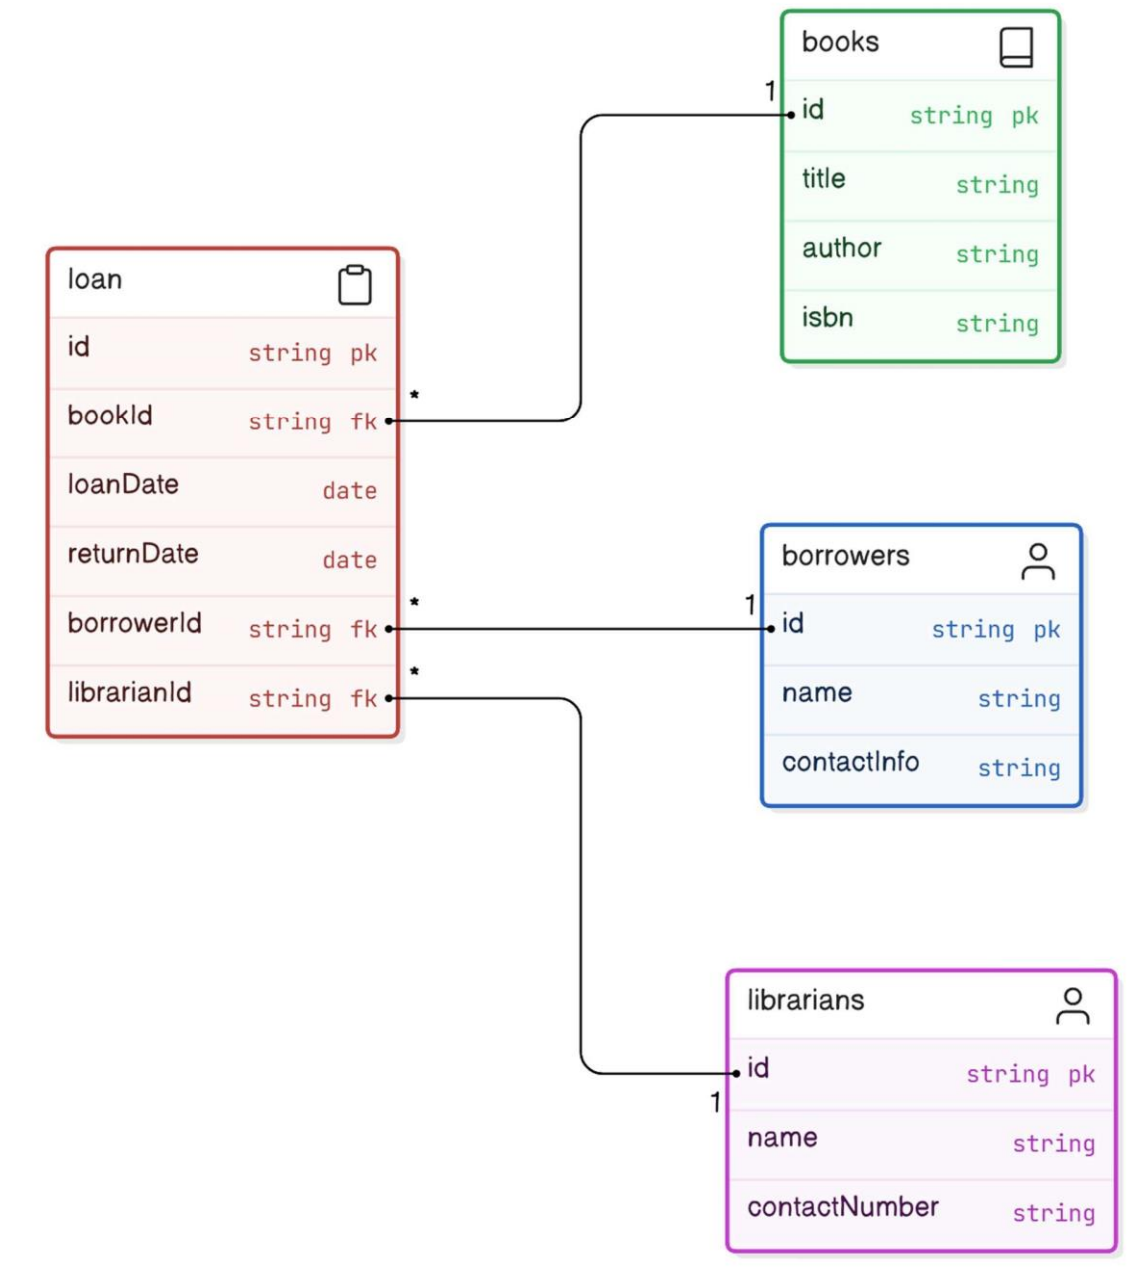 books
1
id string pk
title string
author string
isbn string
loan
id string pk
bookId string fk
*
loanDate date
returnDate date
borrowerId string fk
*
librarianId string fk
*
borrowers
1
id string pk
name string
contactInfo string
librarians
id string pk
1
name string
contactNumber string